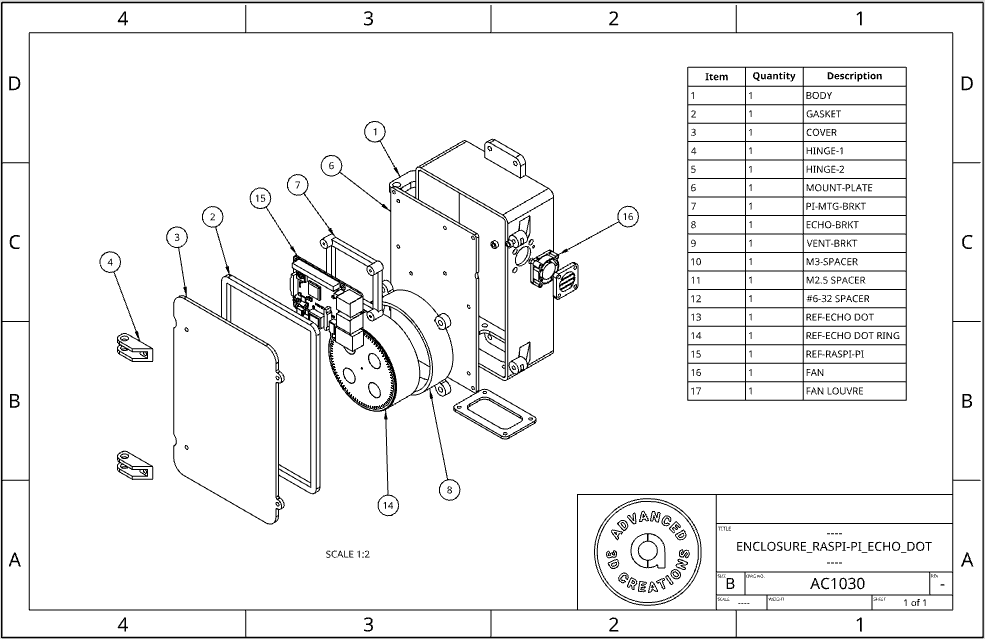 4 3 2 1
D D
C C
B B
A A
Item Quantity Description
1 1 BODY
2 1 GASKET
3 1 COVER
4 1 HINGE-1
5 1 HINGE-2
6 1 MOUNT-PLATE
7 1 PI-MTG-BRKT
8 1 ECHO-BRKT
9 1 VENT-BRKT
10 1 M3-SPACER
11 1 M2.5 SPACER
12 1 #6-32 SPACER
13 1 REF-ECHO DOT
14 1 REF-ECHO DOT RING
15 1 REF-RASPI-PI
16 1 FAN
17 1 FAN LOUVRE
1
6
7
15
2
3
4
16
8
14
SCALE 1:2
ADVANCED
3D CREATIONS
TITLE
----
ENCLOSURE_RASPI-PI_ECHO_DOT
----
SIZE
B
DWG NO.
AC1030
REV
-
SCALE
----
WEIGHT
SHEET
1 of 1
4 3 2 1